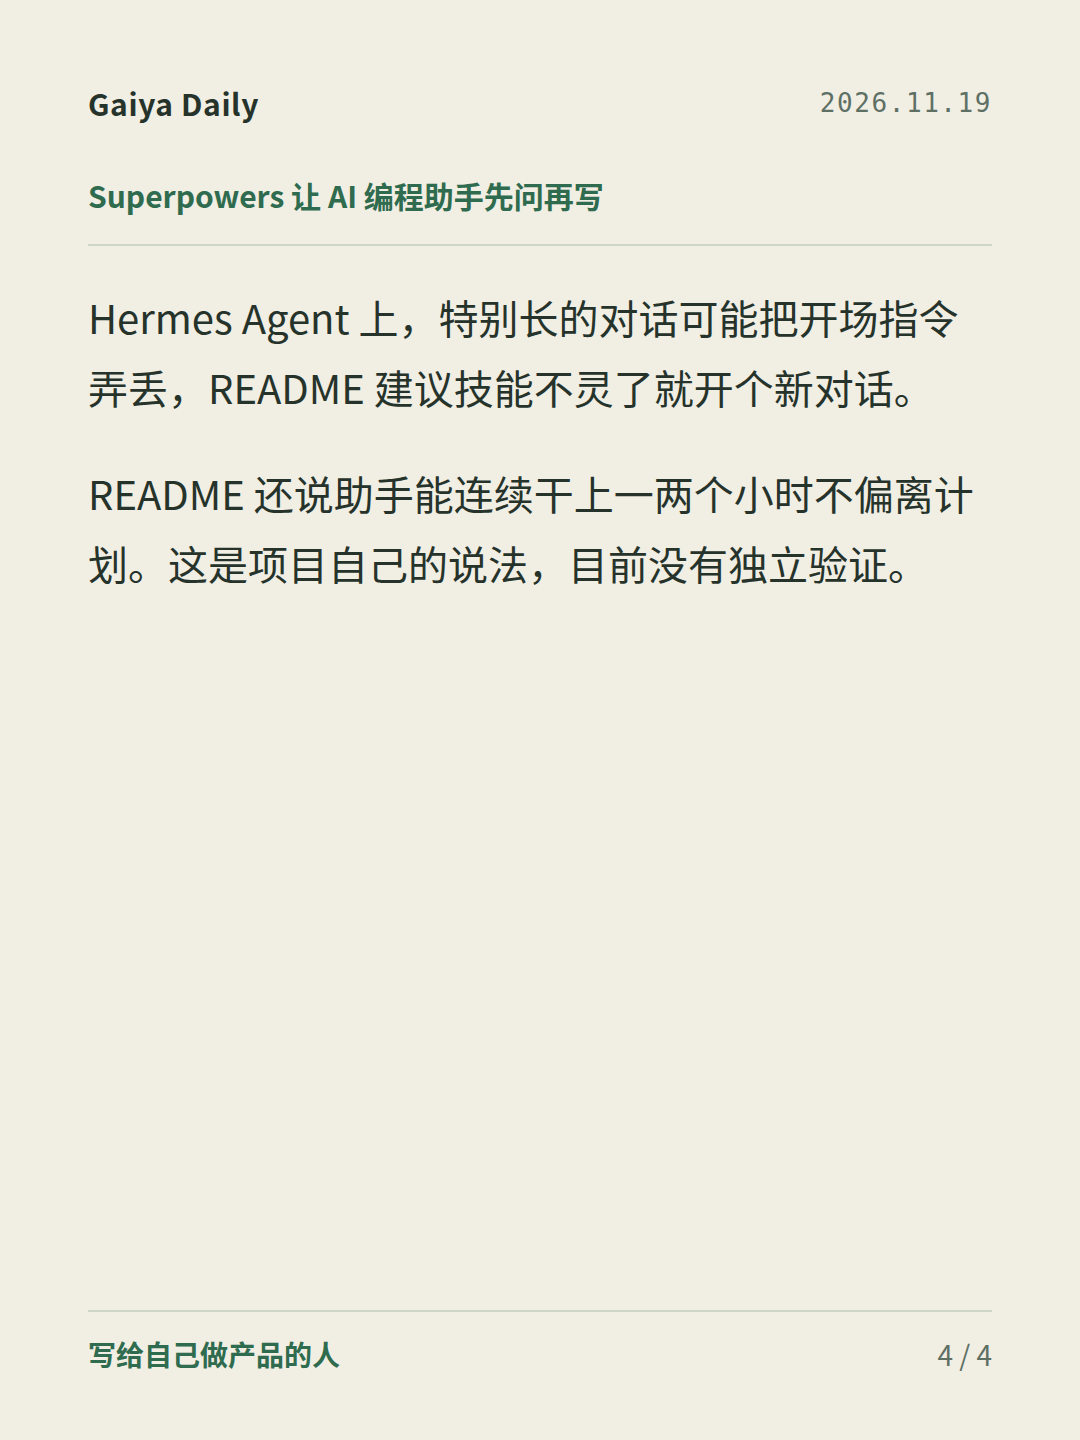 Gaiya Daily
2026.11.19
Superpowers 让 AI 编程助手先问再写
Hermes Agent 上，特别长的对话可能把开场指令
弄丢，README 建议技能不灵了就开个新对话。
README 还说助手能连续干上一两个小时不偏离计
划。这是项目自己的说法，目前没有独立验证。
写给自己做产品的人
4 / 4